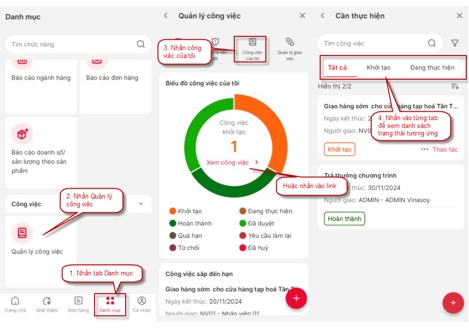 Danh mục
Tìm chức năng
Báo cáo ngành hàng
Báo cáo đơn hàng
Báo cáo doanh số/
sản lượng theo sản
phẩm
Công việc
2. Nhấn Quản lý
công việc
Quản lý công việc
1. Nhấn tab Danh mục
Trang chủ
Ghé thăm
Đơn hàng
Danh mục
Cá nhân
Quản lý công việc
3. Nhấn công
việc của tôi
Công việc
của tôi
Quản lý giao
việc
Biểu đồ công việc của tôi
Công việc
khởi tạo
1
Xem công việc >
Hoặc nhấn vào link
Khởi tạo
Đang thực hiện
Hoàn thành
Đã duyệt
Quá hạn
Yêu cầu làm lại
Từ chối
Đã huỷ
Công việc sắp đến hạn
Giao hàng sớm cho cửa hàng tạp hoá Tân T
Ngày kết thúc: 20/11/2024
Người giao: NV01 - Nhân viên 01
Cần thực hiện
Tìm công việc
Tất cả
Khởi tạo
Đang thực hiện
Hiển thị 2/2
Giao hàng sớm cho cửa hàng tạp hoá Tân T...
Ngày kết thúc: 2
Người giao: NV0
4. Nhấn vào từng tab
để xem danh sách
trạng thái tương ứng
Khởi tạo
Thao tác
Trả thưởng chương trình
thúc: 30/11/2024
Người giao: ADMIN - ADMIN Vinasoy
Hoàn thành